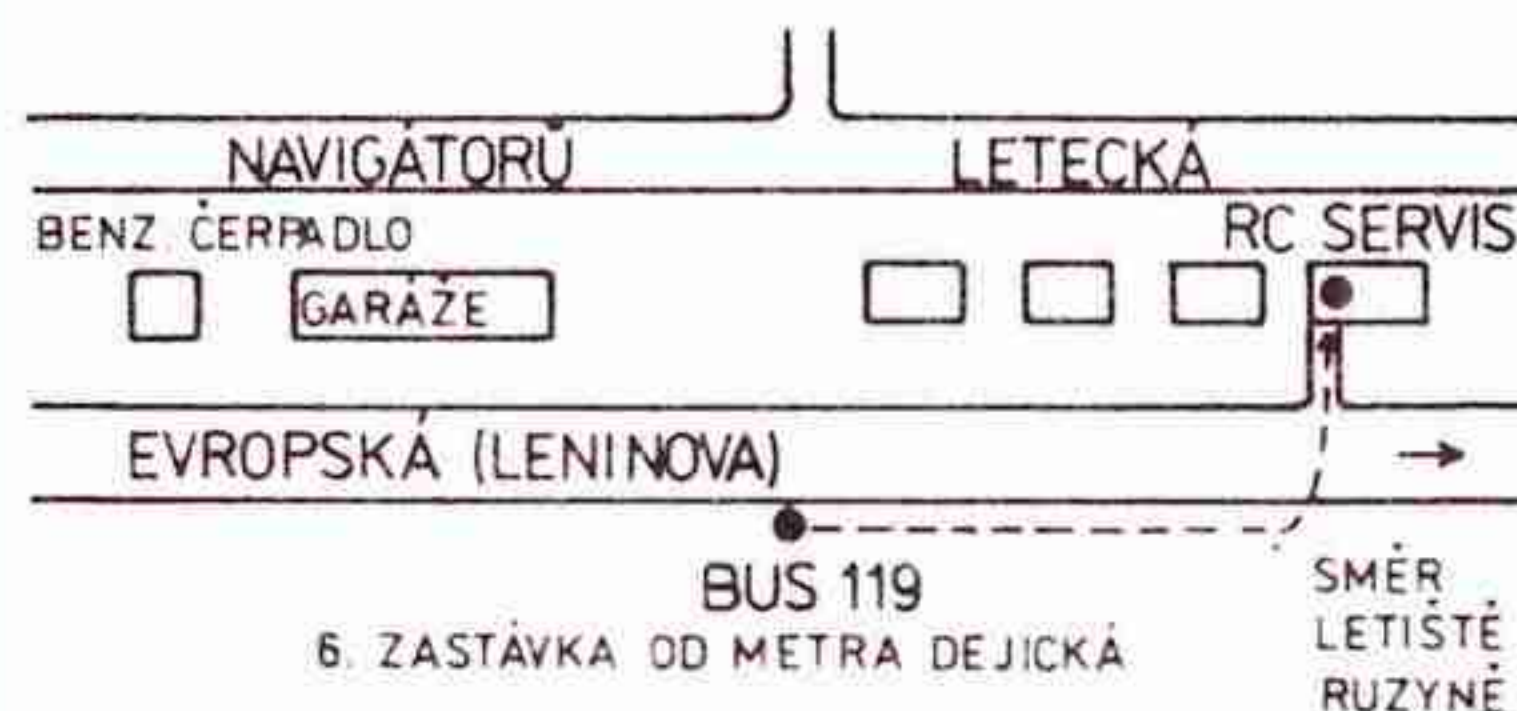 NAVIGÁTORŮ LETECKÁ
BENZ. ČERPADLO RC SERVIS
GARÁŽE
EVROPSKÁ (LENINOVA)
BUS 119
6. ZASTÁVKA OD METRA DEJICKÁ
SMĚR
LETIŠTĚ
RUZYNĚ